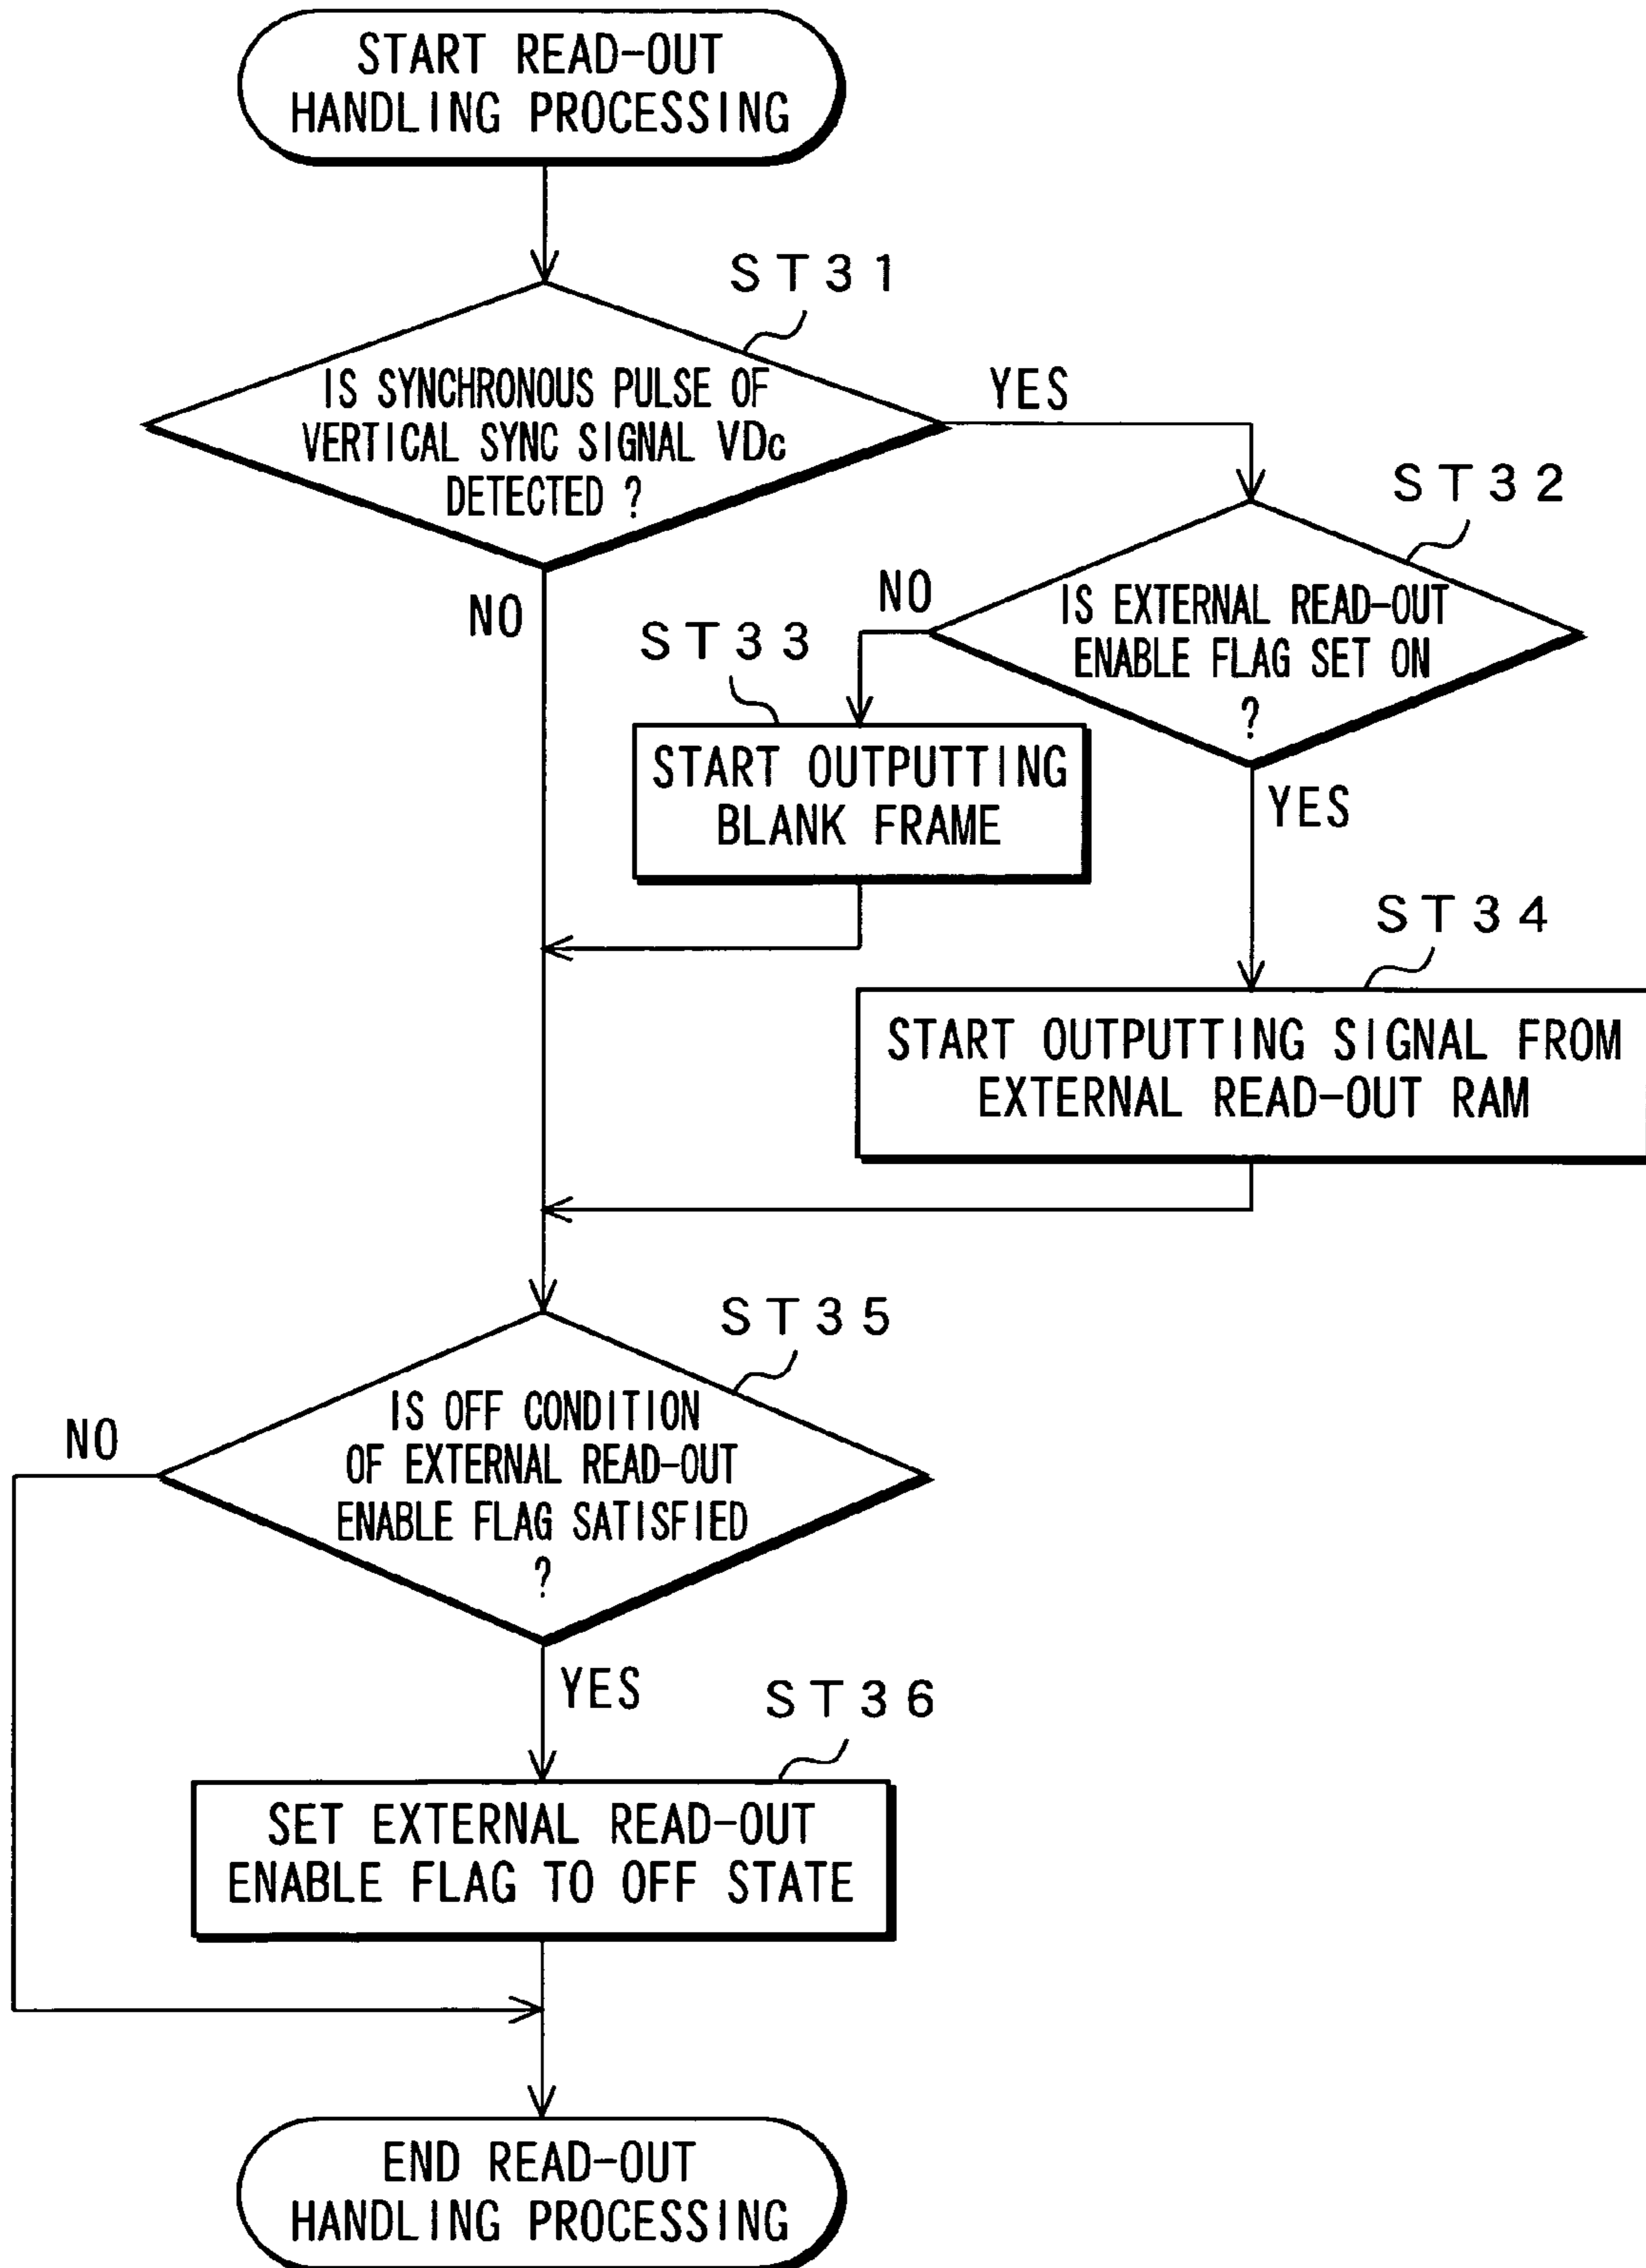 START READ-OUT
HANDLING PROCESSING
ST31
IS SYNCHRONOUS PULSE OF
VERTICAL SYNC SIGNAL VDc
DETECTED ?
YES
NO
ST32
IS EXTERNAL READ-OUT
ENABLE FLAG SET ON
?
NO
YES
ST33
START OUTPUTTING
BLANK FRAME
ST34
START OUTPUTTING SIGNAL FROM
EXTERNAL READ-OUT RAM
ST35
IS OFF CONDITION
OF EXTERNAL READ-OUT
ENABLE FLAG SATISFIED
?
NO
YES
ST36
SET EXTERNAL READ-OUT
ENABLE FLAG TO OFF STATE
END READ-OUT
HANDLING PROCESSING